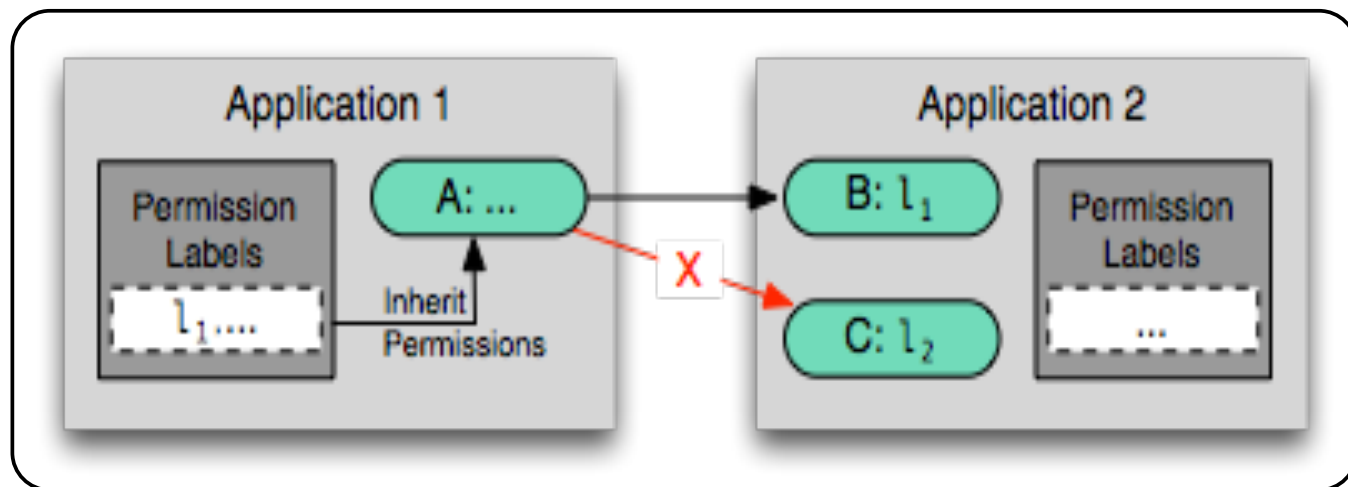 Application 1
Permission
Labels
l₁....
A: ...
Inherit
Permissions
X
Application 2
B: l₁
C: l₂
Permission
Labels
...